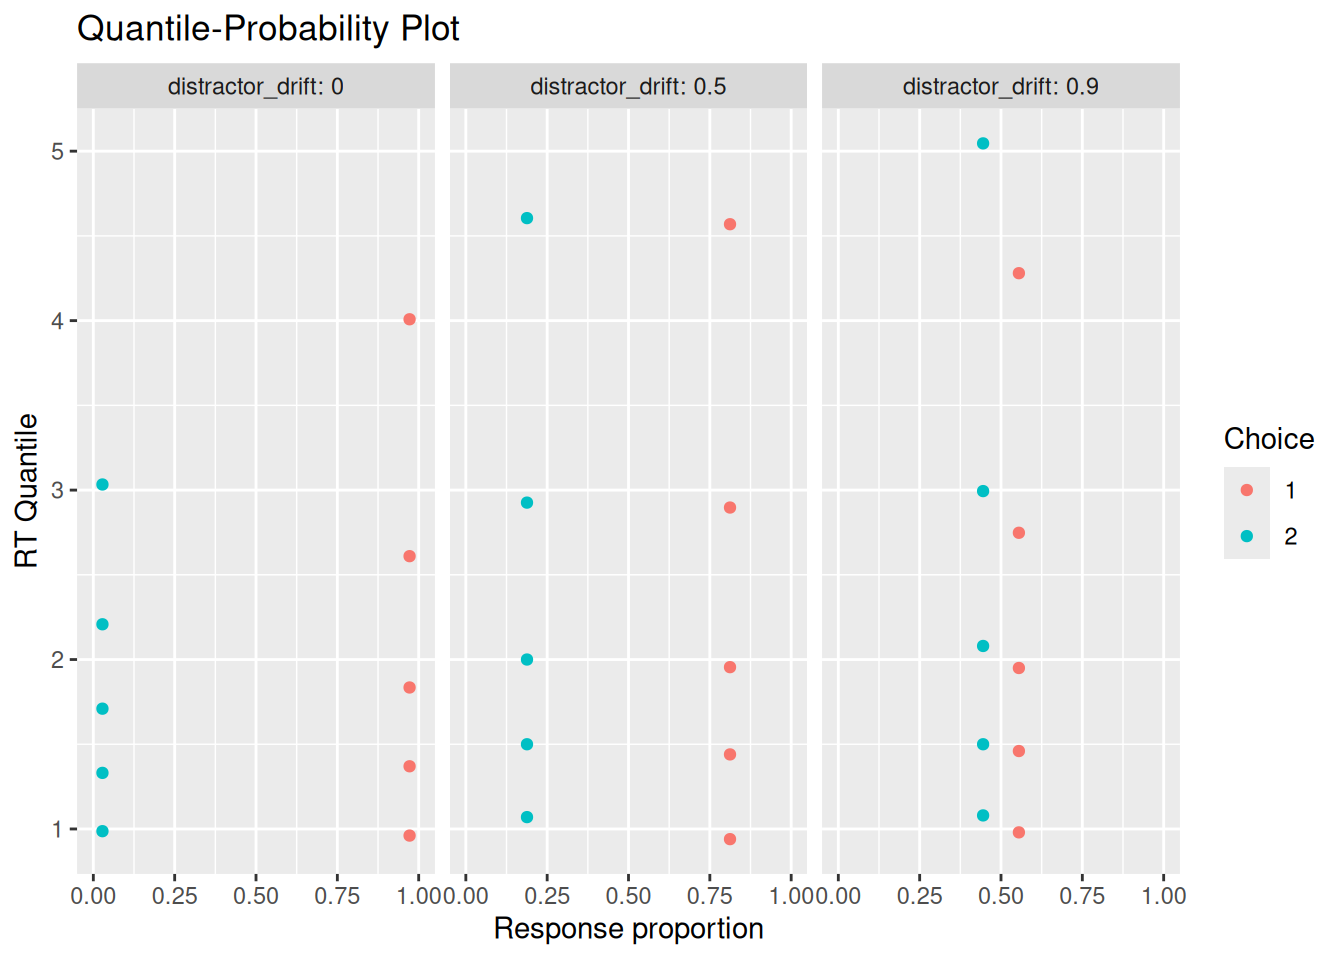 Quantile-Probability Plot
distractor_drift: 0
distractor_drift: 0.5
distractor_drift: 0.9
5
4
3
2
1
RT Quantile
0.00 0.25 0.50 0.75 1.00
0.00 0.25 0.50 0.75 1.00
0.00 0.25 0.50 0.75 1.00
Response proportion
Choice
1
2